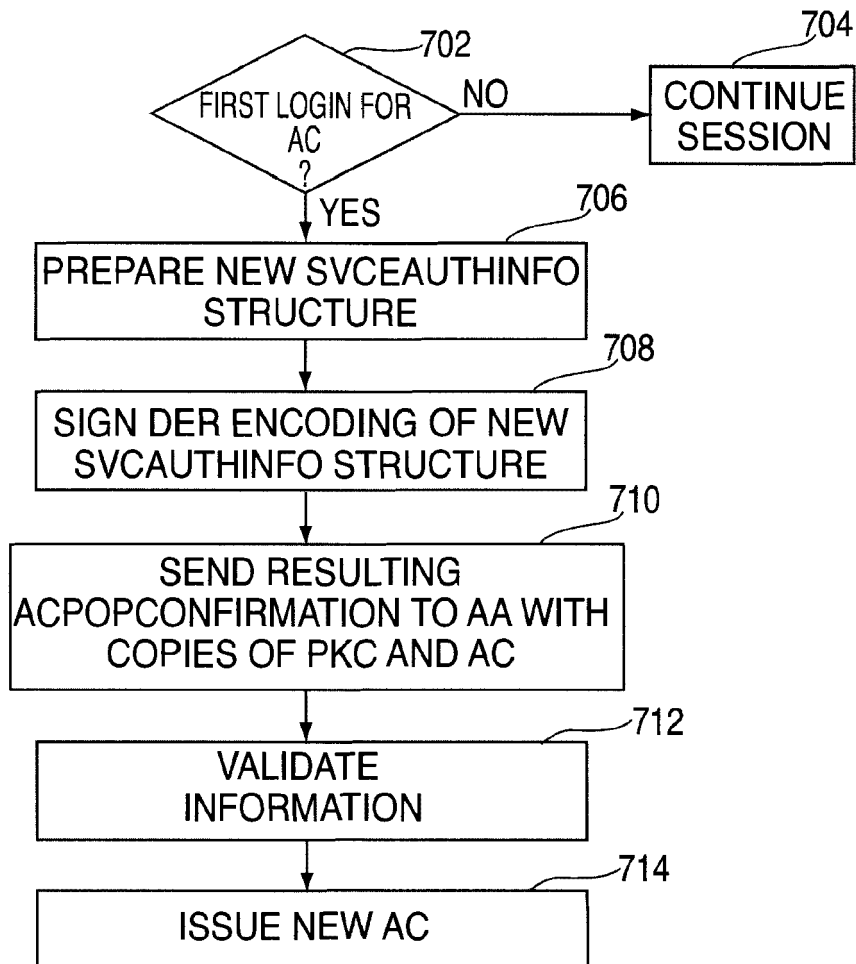 702
704
FIRST LOGIN FOR
AC
?
NO
CONTINUE
SESSION
YES
706
PREPARE NEW SVCEAUTHINFO
STRUCTURE
708
SIGN DER ENCODING OF NEW
SVCAUTHINFO STRUCTURE
710
SEND RESULTING
ACPOPCONFIRMATION TO AA WITH
COPIES OF PKC AND AC
712
VALIDATE
INFORMATION
714
ISSUE NEW AC